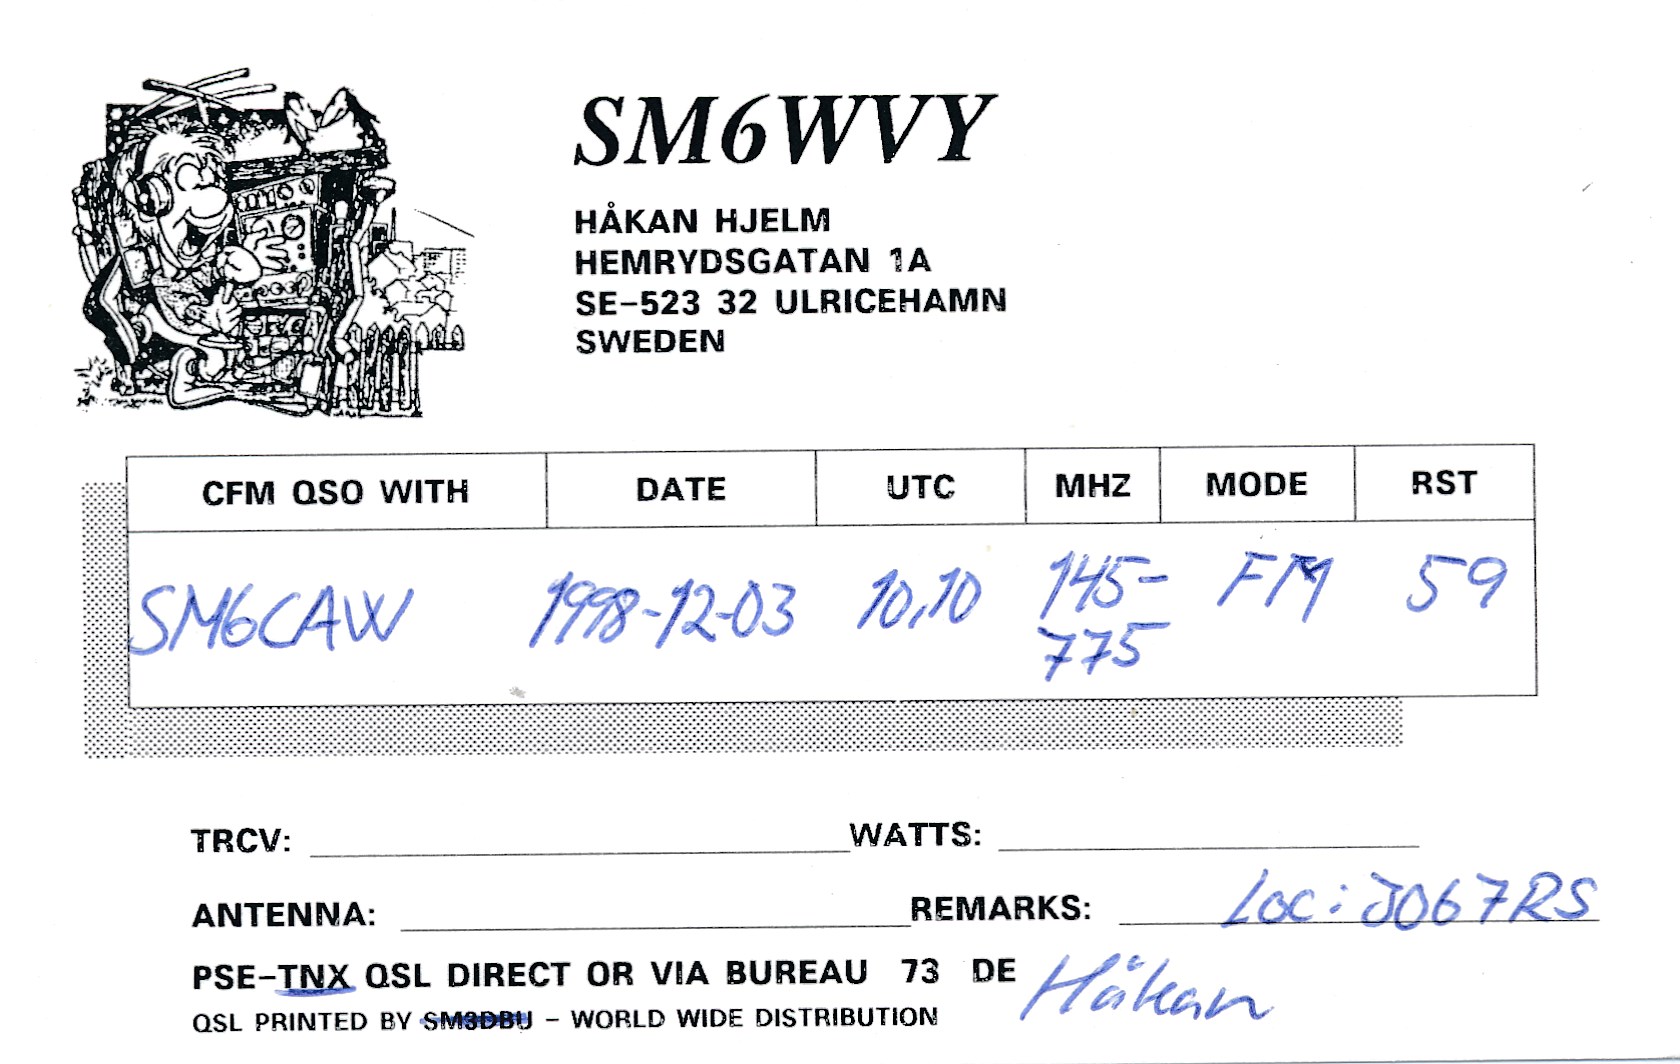 SM6WVY
HÅKAN HJELM
HEMRYDSGATAN 1A
SE-523 32 ULRICEHAMN
SWEDEN
CFM QSO WITH DATE UTC MHZ MODE RST
SM6CAW 1998-12-03 10,10 145-775 FM 59
TRCV: WATTS:
ANTENNA: REMARKS: Loc: JO67RS
PSE-TNX QSL DIRECT OR VIA BUREAU 73 DE Håkan
QSL PRINTED BY SM3DBU - WORLD WIDE DISTRIBUTION